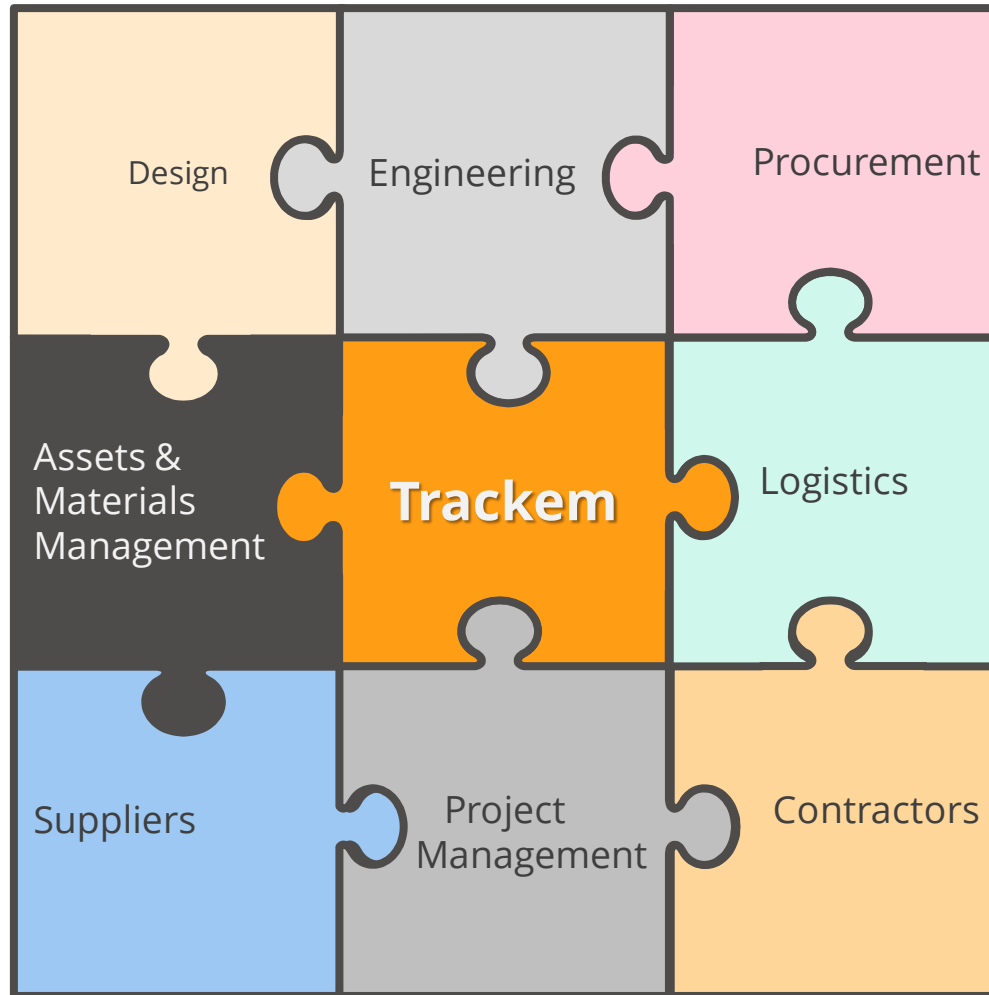 Design
Engineering
Procurement
Assets &
Materials
Management
Trackem
Logistics
Suppliers
Project
Management
Contractors